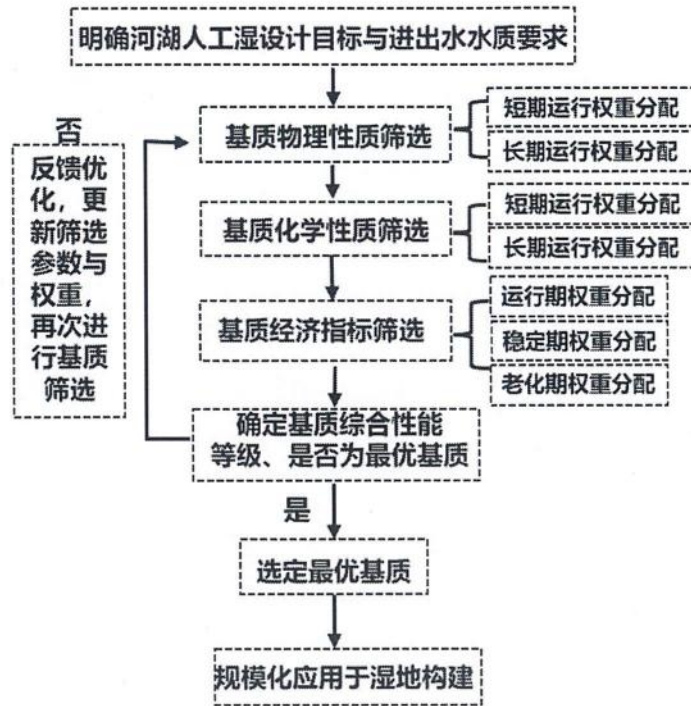 明确河湖人工湿设计目标与进出水水质要求
基质物理性质筛选
短期运行权重分配
长期运行权重分配
否
反馈优
化，更
新筛选
参数与
权重，
再次进
行基质
筛选
基质化学性质筛选
短期运行权重分配
长期运行权重分配
基质经济指标筛选
运行期权重分配
稳定期权重分配
老化期权重分配
确定基质综合性能
等级、是否为最优基质
是
选定最优基质
规模化应用于湿地构建